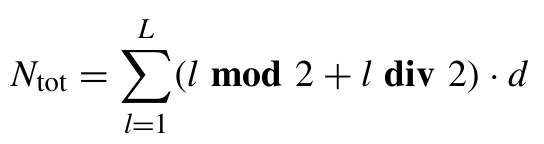 N_tot = \sum_{l=1}^{L} (l mod 2 + l div 2) · d